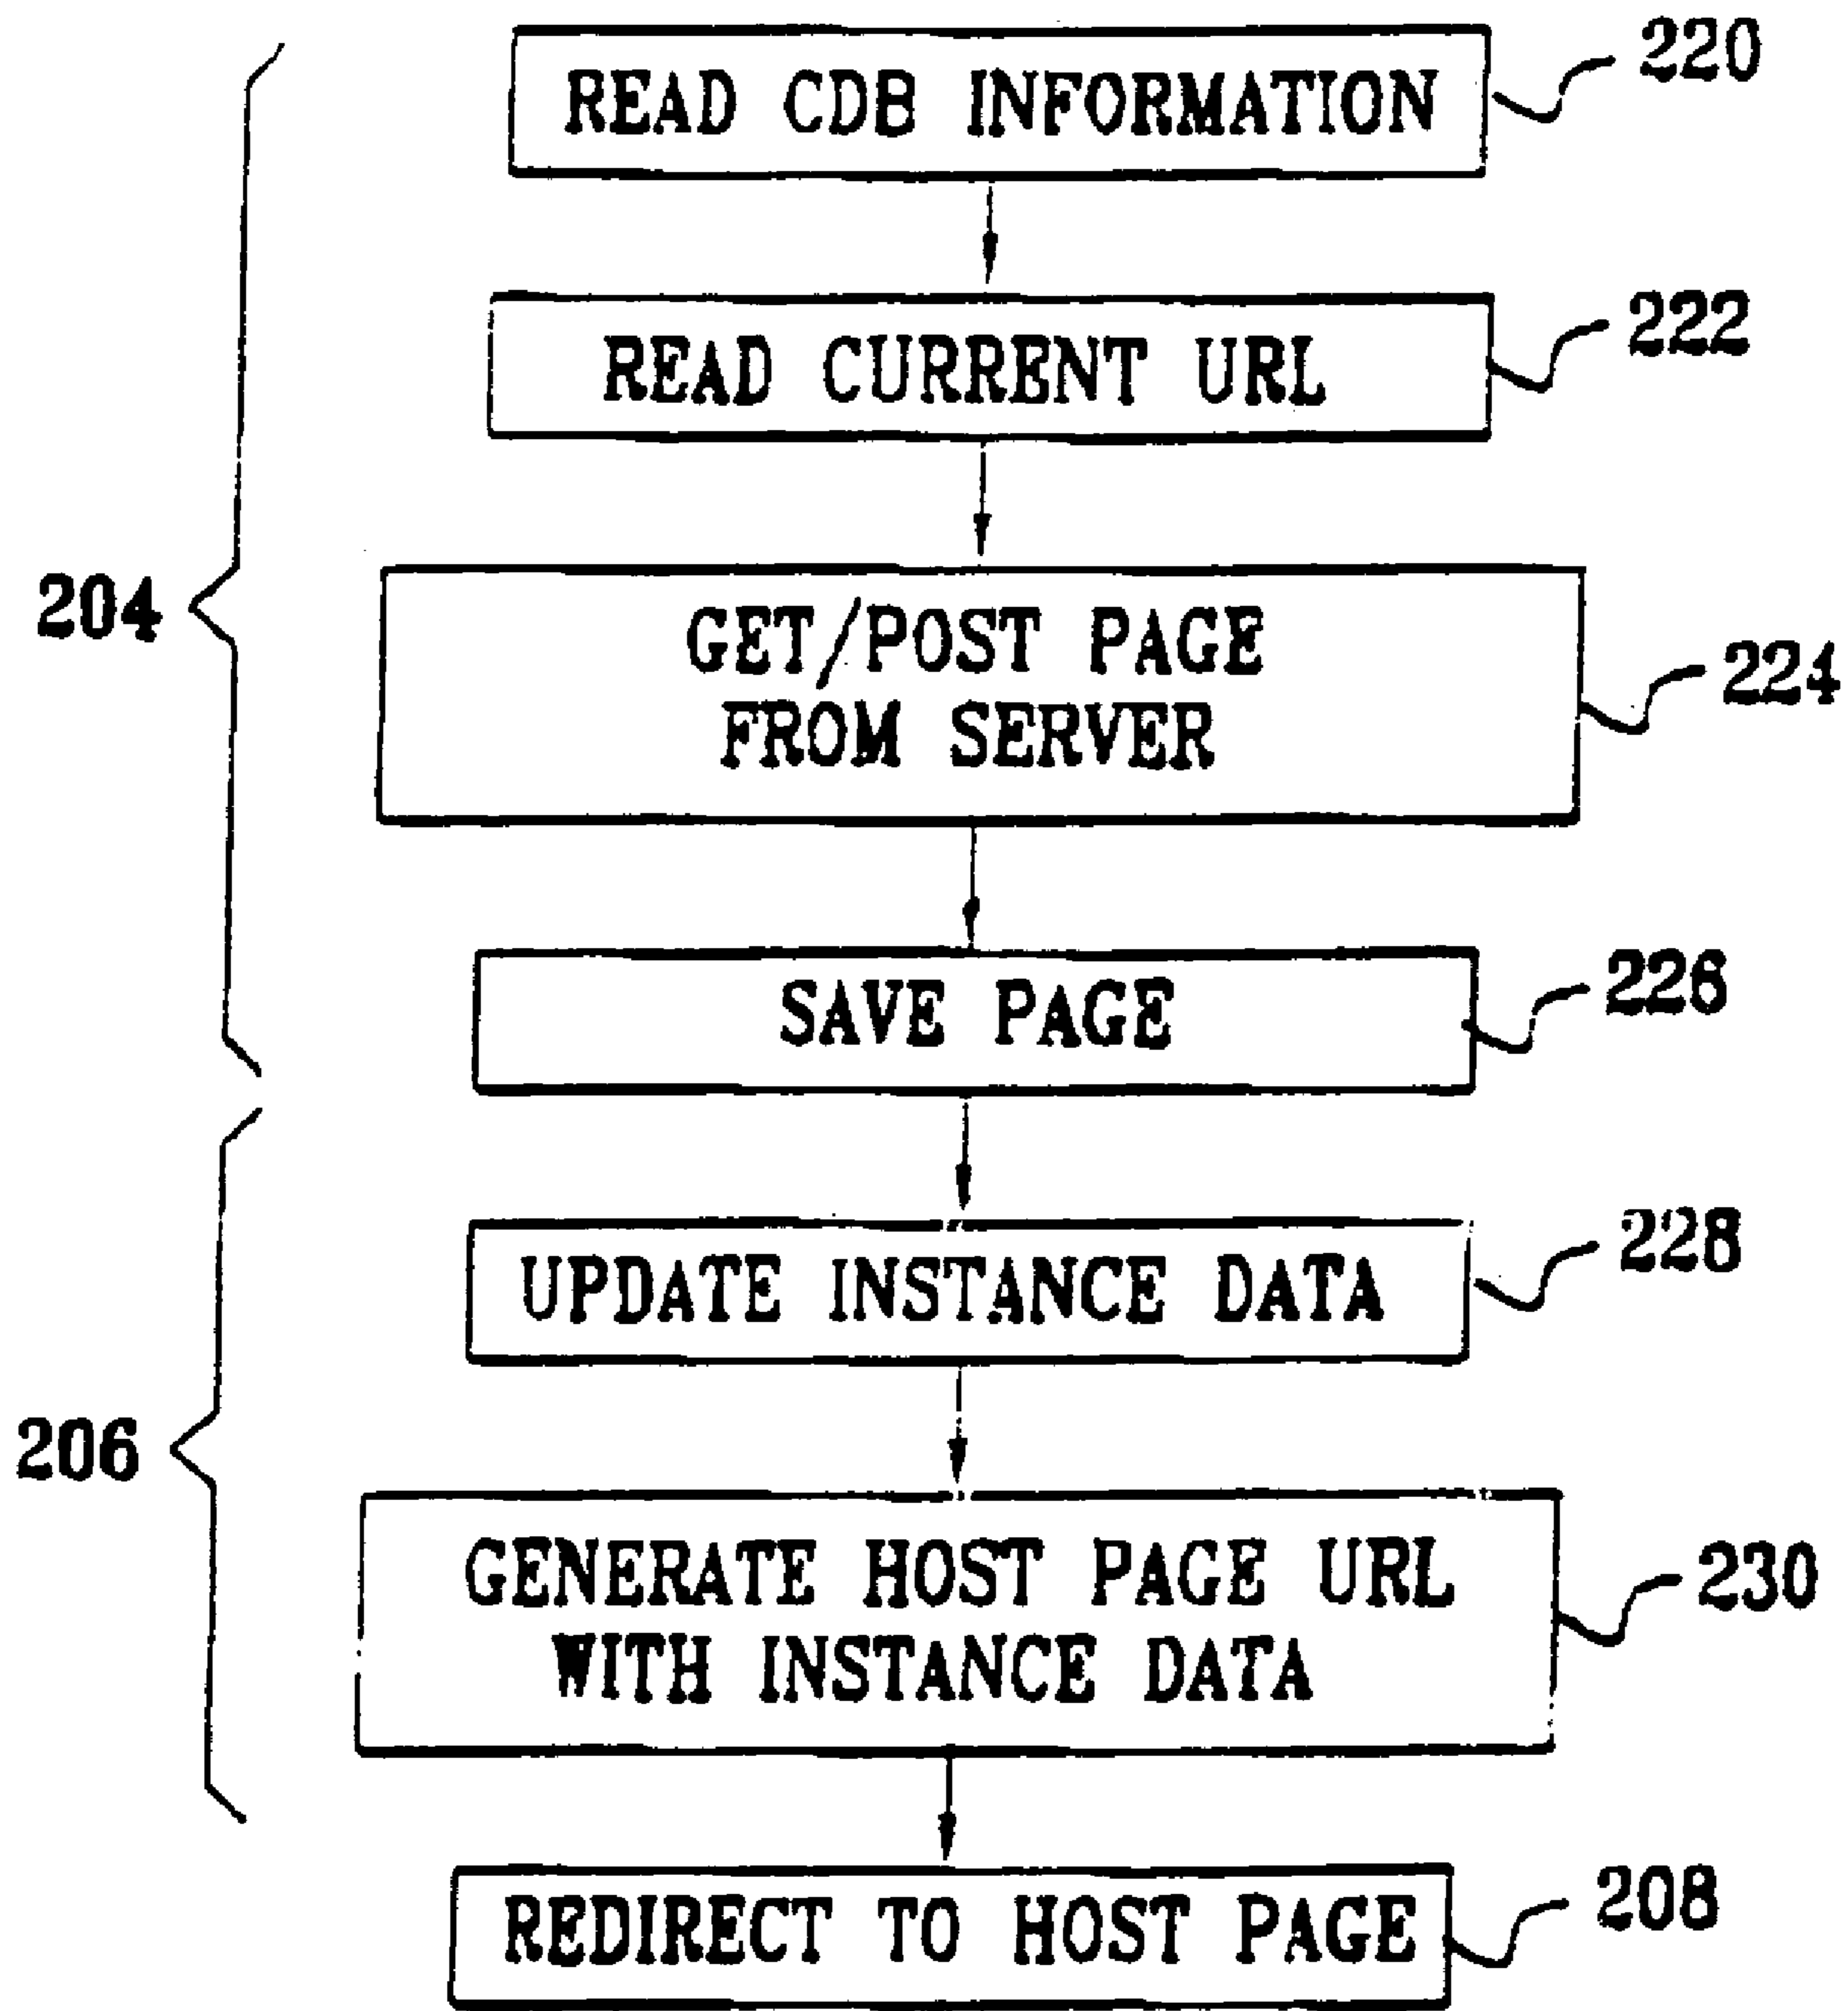 READ CDB INFORMATION
220
READ CURRENT URL
222
204
GET/POST PAGE
FROM SERVER
224
SAVE PAGE
226
UPDATE INSTANCE DATA
228
206
GENERATE HOST PAGE URL
WITH INSTANCE DATA
230
REDIRECT TO HOST PAGE
208